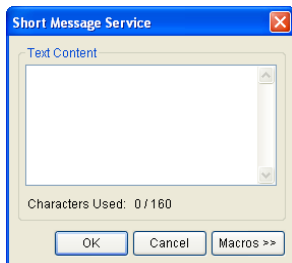 Short Message Service
Text Content
Characters Used: 0 / 160
OK Cancel Macros >>